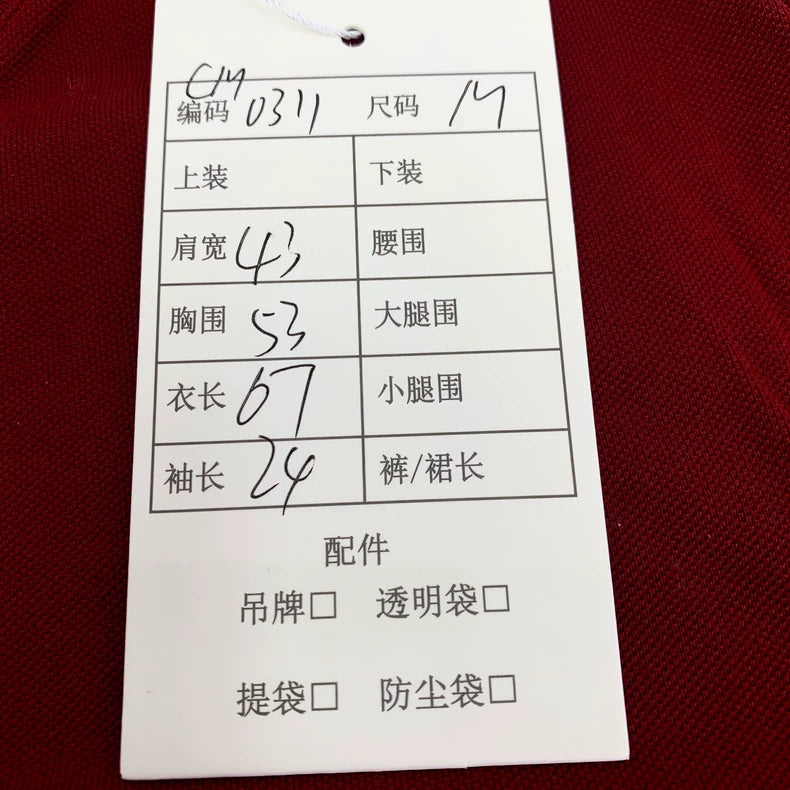 CM
编码 0311 尺码 M
上装 下装
肩宽 43 腰围
胸围 53 大腿围
衣长 67 小腿围
袖长 24 裤/裙长
配件
吊牌□ 透明袋□
提袋□ 防尘袋□